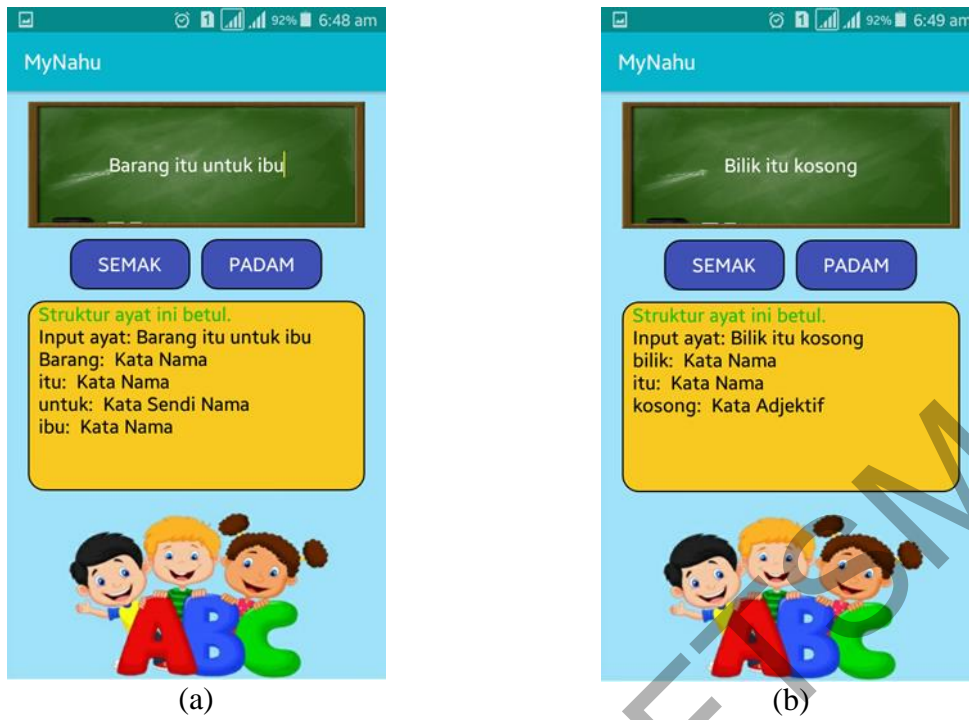 92% 6:48 am
MyNahu
Barang itu untuk ibu
SEMAK PADAM
Struktur ayat ini betul.
Input ayat: Barang itu untuk ibu
Barang: Kata Nama
itu: Kata Nama
untuk: Kata Sendi Nama
ibu: Kata Nama
ABC
(a)
92% 6:49 am
MyNahu
Bilik itu kosong
SEMAK PADAM
Struktur ayat ini betul.
Input ayat: Bilik itu kosong
bilik: Kata Nama
itu: Kata Nama
kosong: Kata Adjektif
ABC
(b)